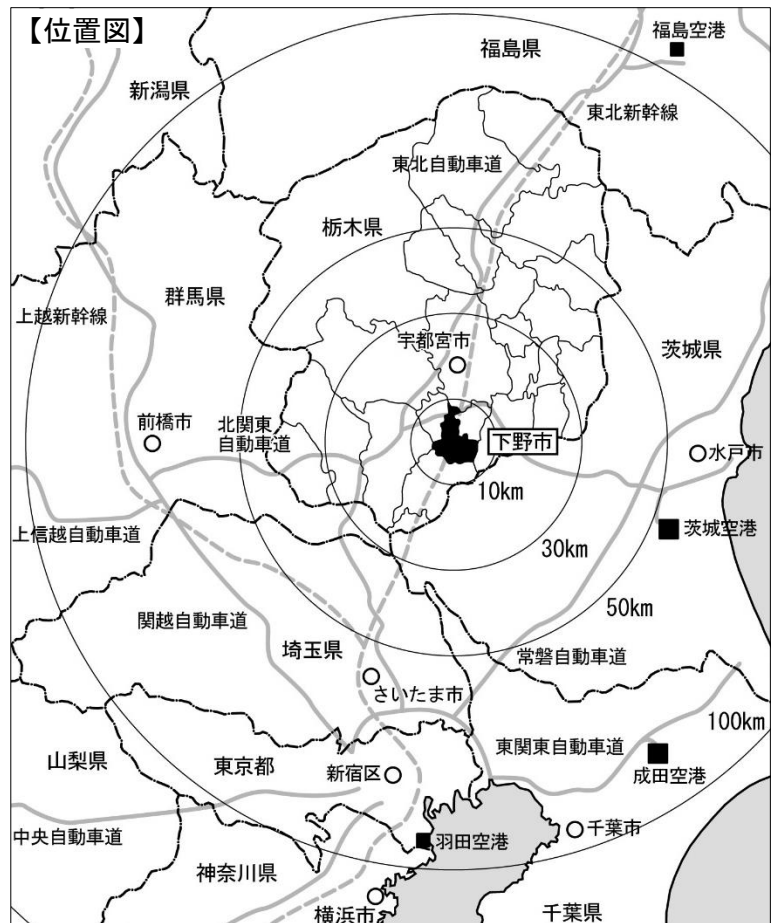 【位置図】
福島空港
福島県
新潟県
東北新幹線
東北自動車道
栃木県
群馬県
上越新幹線
宇都宮市
茨城県
前橋市
北関東
自動車道
下野市
水戸市
10km
上信越自動車道
茨城空港
30km
50km
関越自動車道
埼玉県
常磐自動車道
さいたま市
100km
山梨県
東京都
新宿区
東関東自動車道
成田空港
中央自動車道
羽田空港
千葉市
神奈川県
横浜市
千葉県